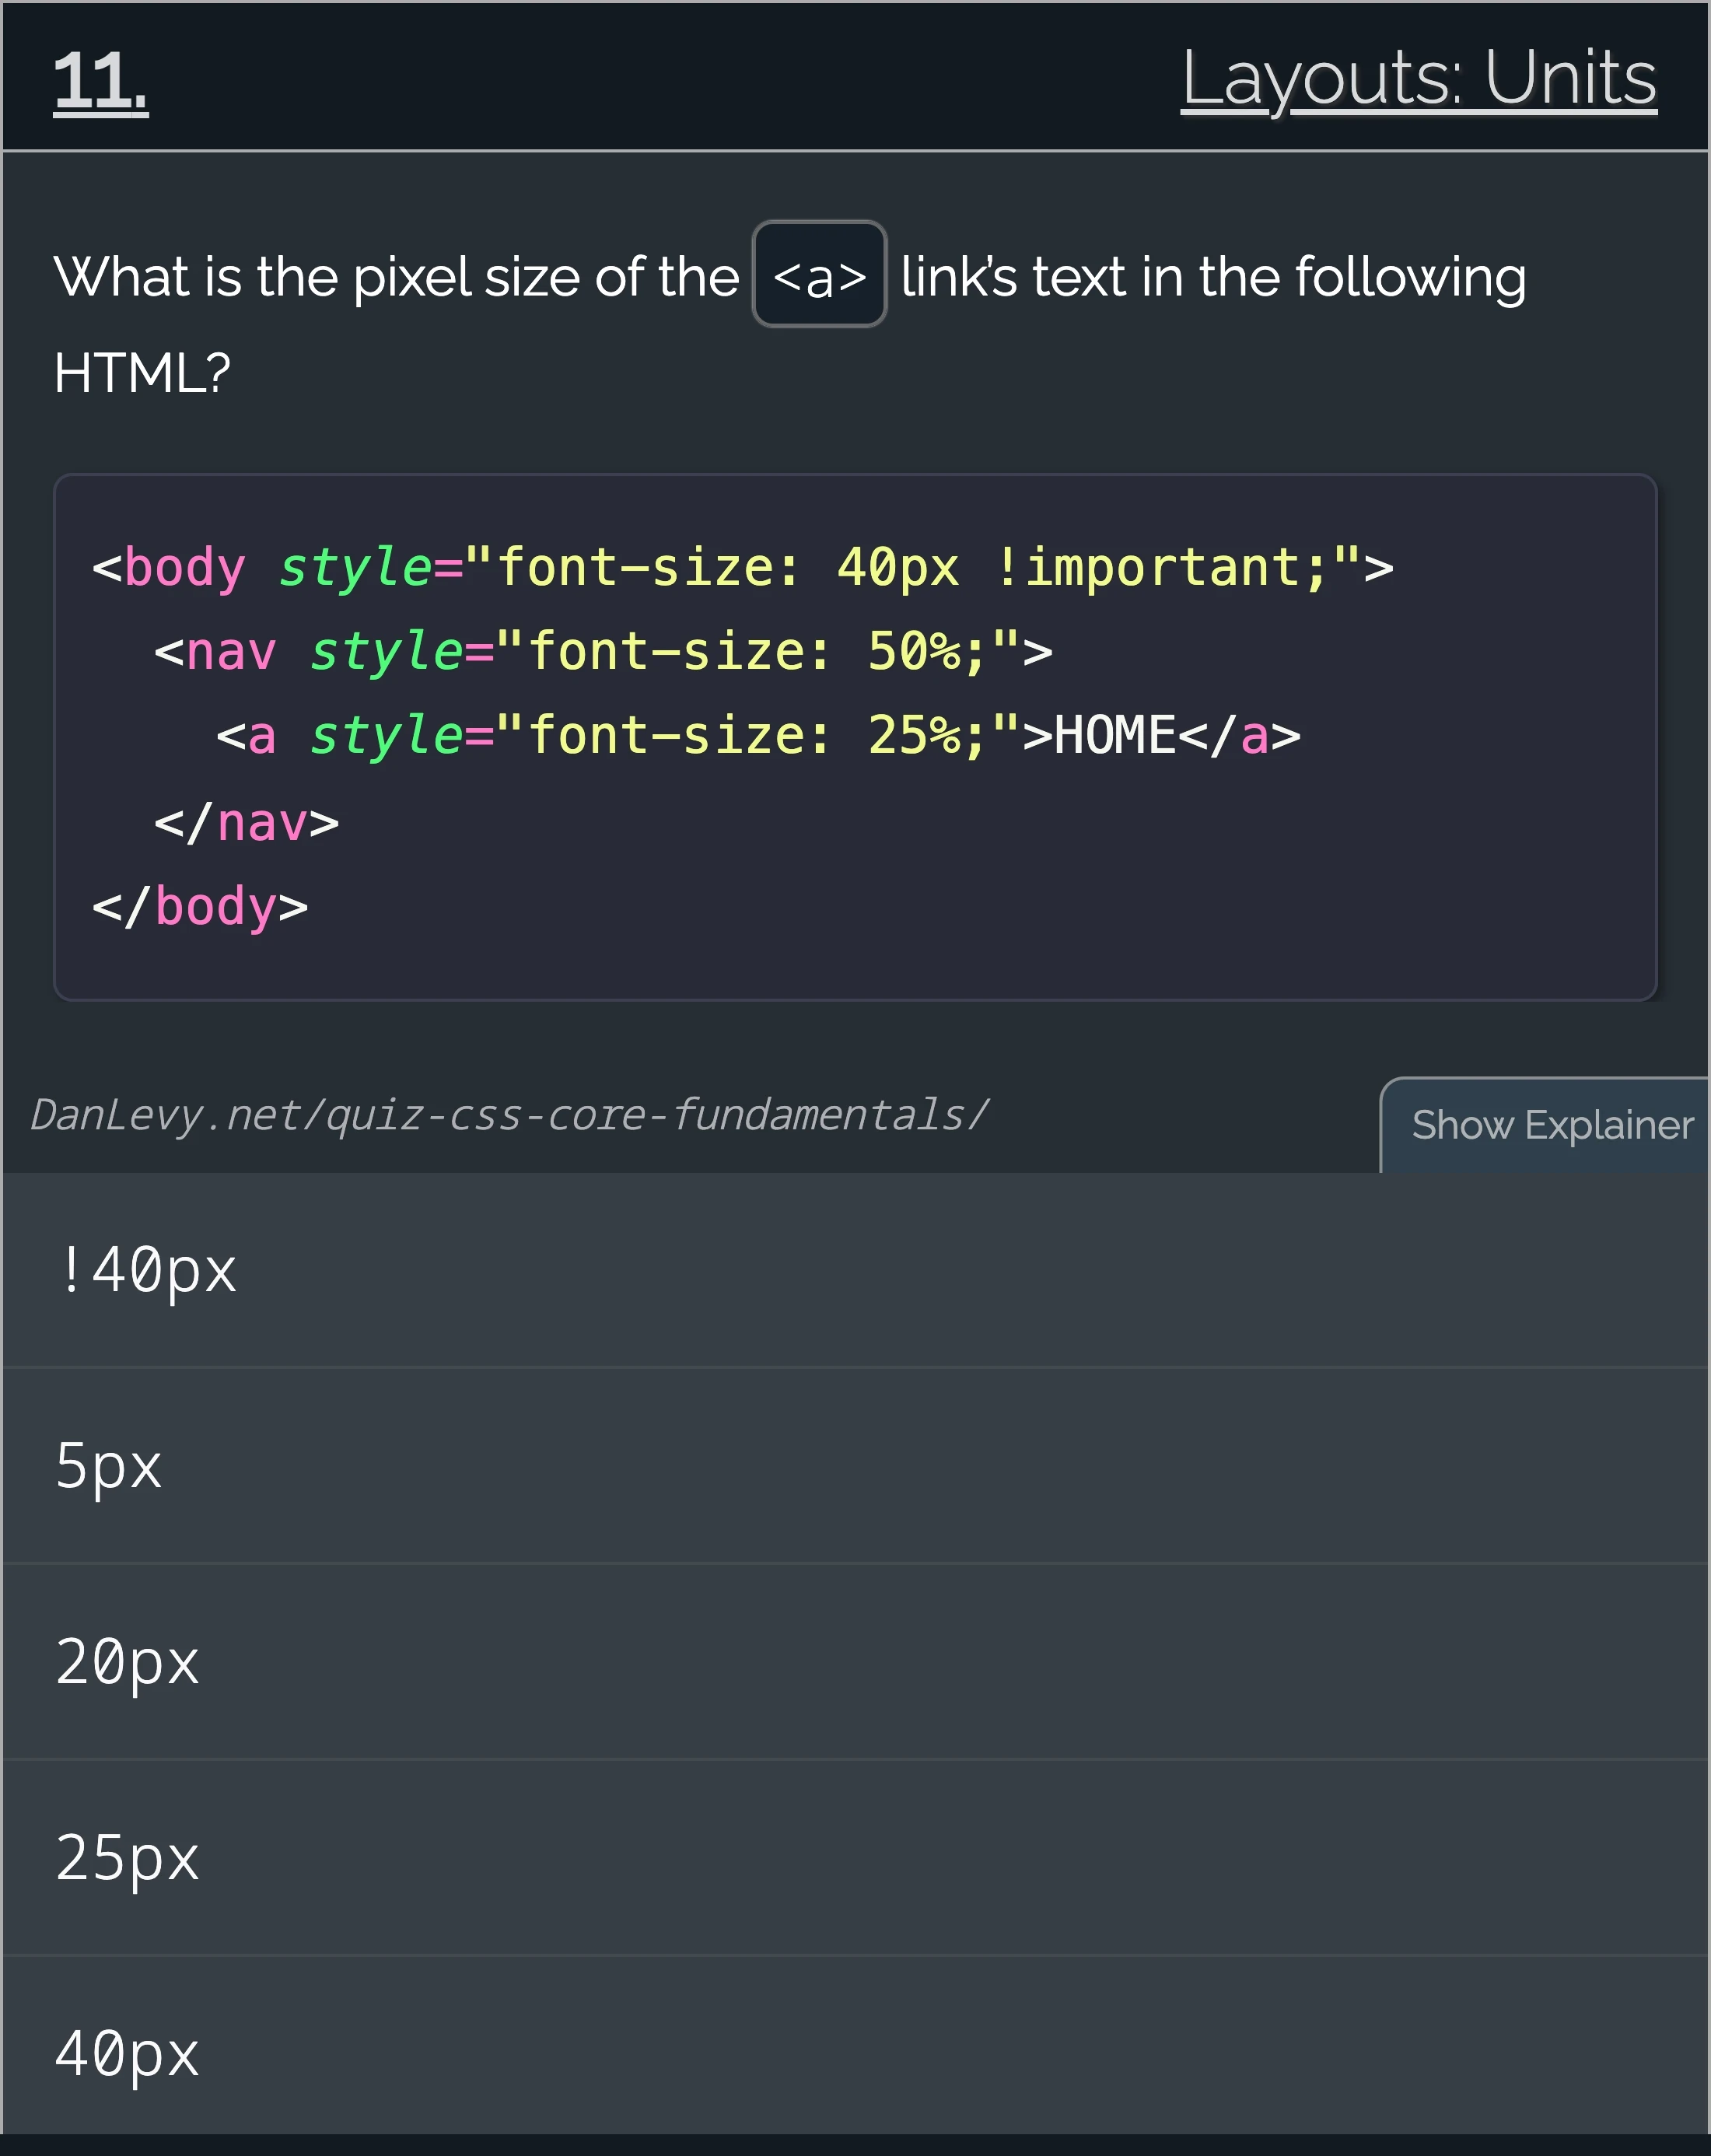 11.
Layouts: Units
What is the pixel size of the <a> link's text in the following
HTML?
<body style="font-size: 40px !important;">
<nav style="font-size: 50%;">
<a style="font-size: 25%;">HOME</a>
</nav>
</body>
DanLevy.net/quiz-css-core-fundamentals/
Show Explainer
!40px
5px
20px
25px
40px